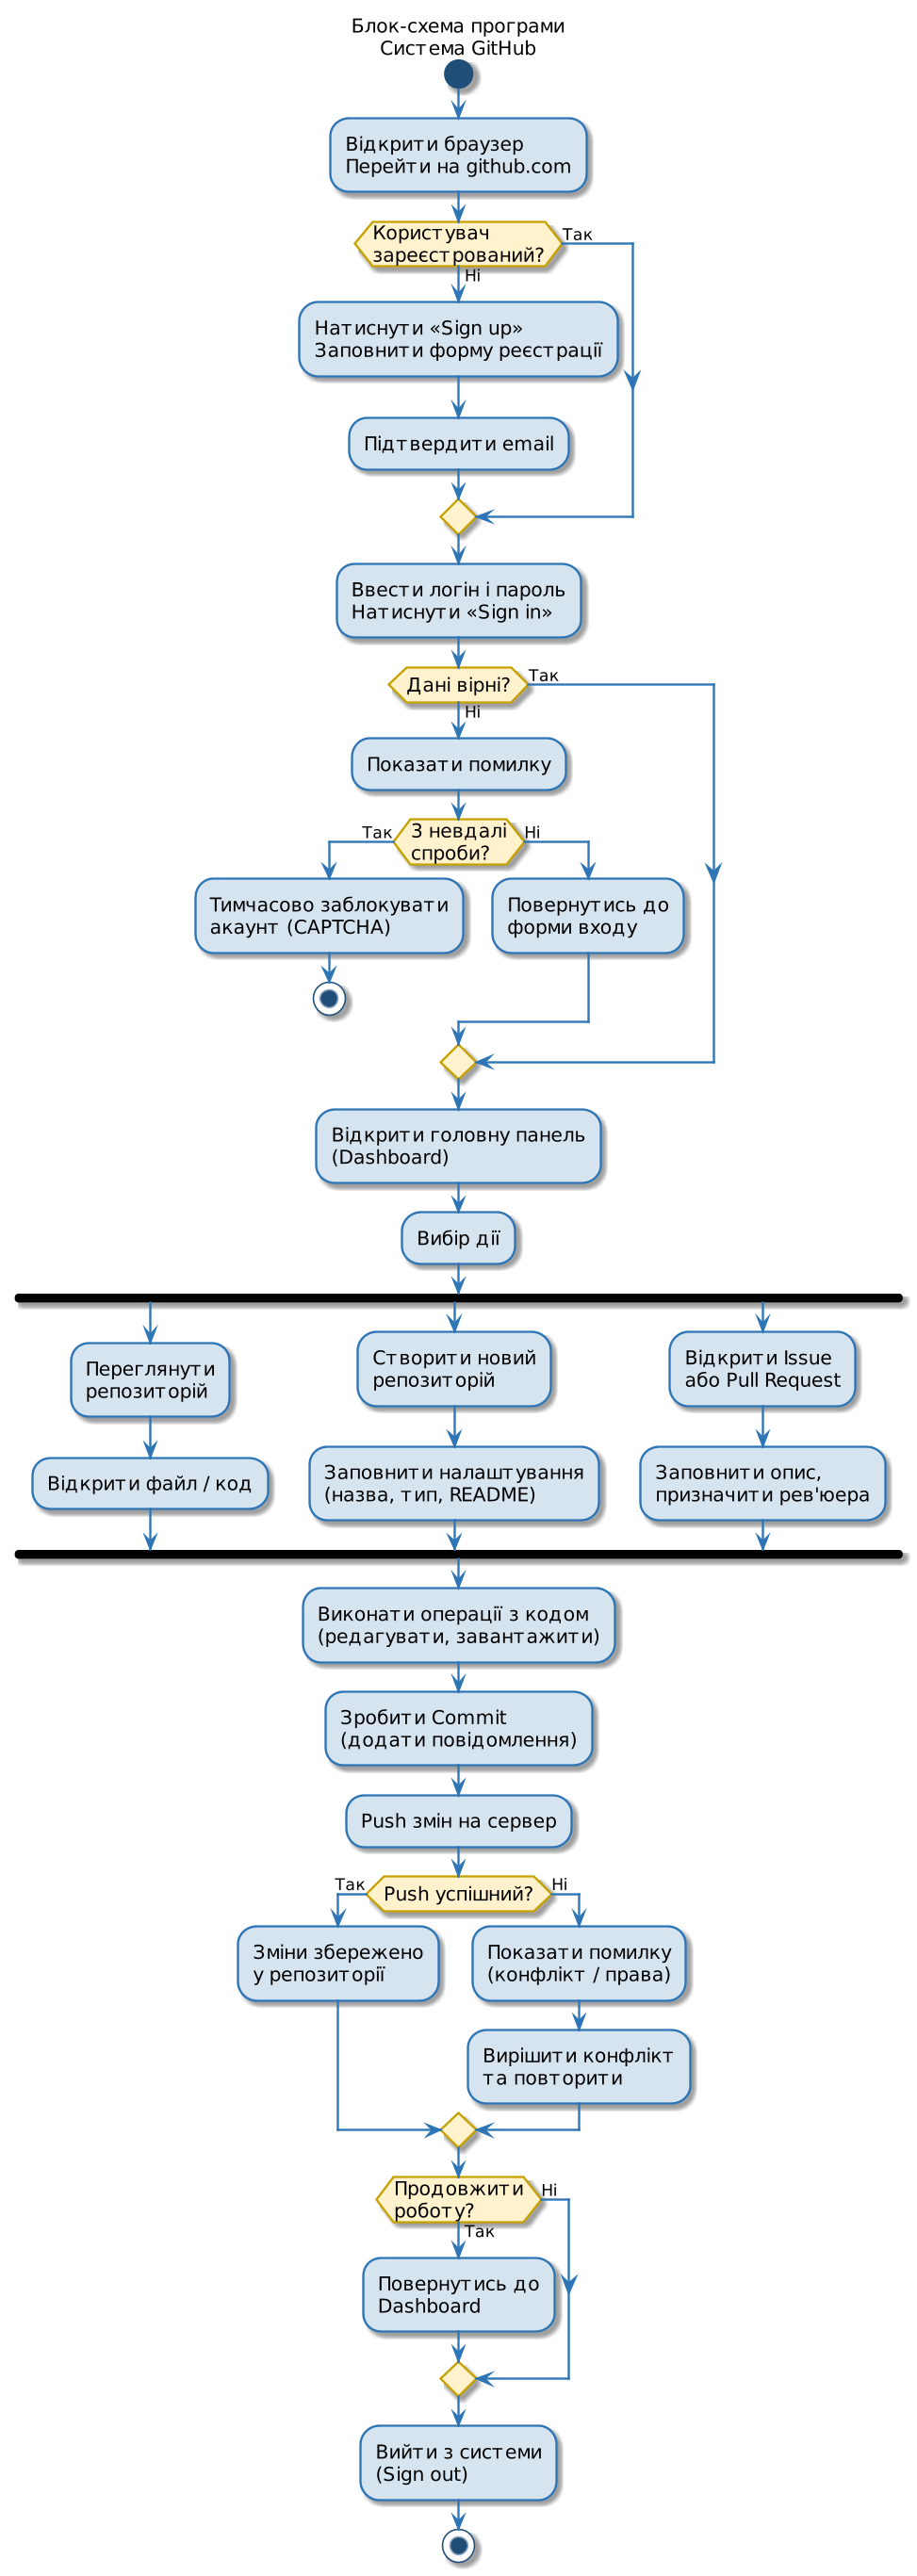 Блок-схема програми
Система GitHub
Відкрити браузер
Перейти на github.com
Користувач
зареєстрований?
Так
Ні
Натиснути «Sign up»
Заповнити форму реєстрації
Підтвердити email
Ввести логін і пароль
Натиснути «Sign in»
Дані вірні?
Так
Ні
Показати помилку
Так
3 невдалі
спроби?
Ні
Тимчасово заблокувати
акаунт (CAPTCHA)
Повернутись до
форми входу
Відкрити головну панель
(Dashboard)
Вибір дії
Переглянути
репозиторій
Відкрити файл / код
Створити новий
репозиторій
Заповнити налаштування
(назва, тип, README)
Відкрити Issue
або Pull Request
Заповнити опис,
призначити рев'юера
Виконати операції з кодом
(редагувати, завантажити)
Зробити Commit
(додати повідомлення)
Push змін на сервер
Так
Push успішний?
Ні
Зміни збережено
у репозиторії
Показати помилку
(конфлікт / права)
Вирішити конфлікт
та повторити
Продовжити
роботу?
Ні
Так
Повернутись до
Dashboard
Вийти з системи
(Sign out)